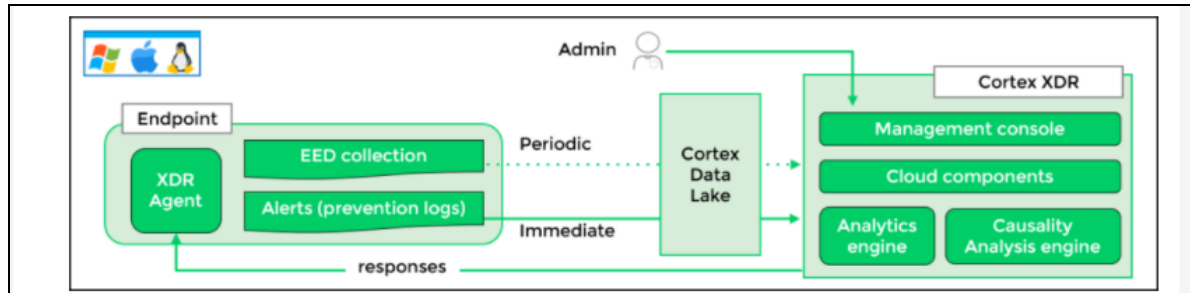 Admin
Cortex XDR
Endpoint
Management console
EED collection
Periodic
Cortex
Data
Lake
XDR
Agent
Cloud components
Alerts (prevention logs)
Immediate
Analytics
engine
Causality
Analysis engine
responses